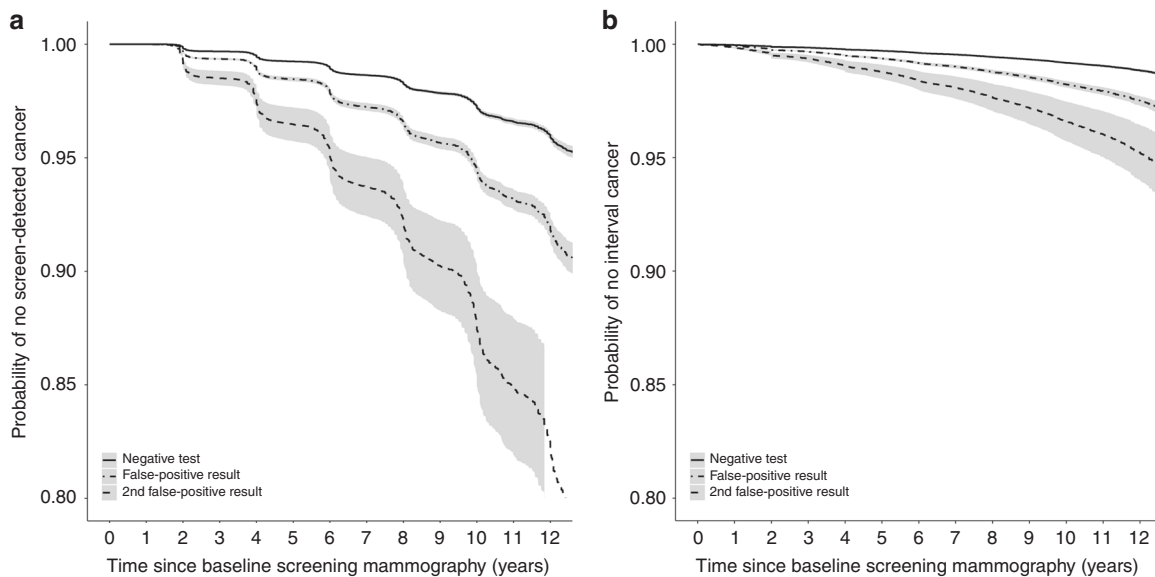 a
Probability of no screen-detected cancer
1.00
0.95
0.90
0.85
0.80
Negative test
False-positive result
2nd false-positive result
0 1 2 3 4 5 6 7 8 9 10 11 12
Time since baseline screening mammography (years)
b
Probability of no interval cancer
1.00
0.95
0.90
0.85
0.80
Negative test
False-positive result
2nd false-positive result
0 1 2 3 4 5 6 7 8 9 10 11 12
Time since baseline screening mammography (years)